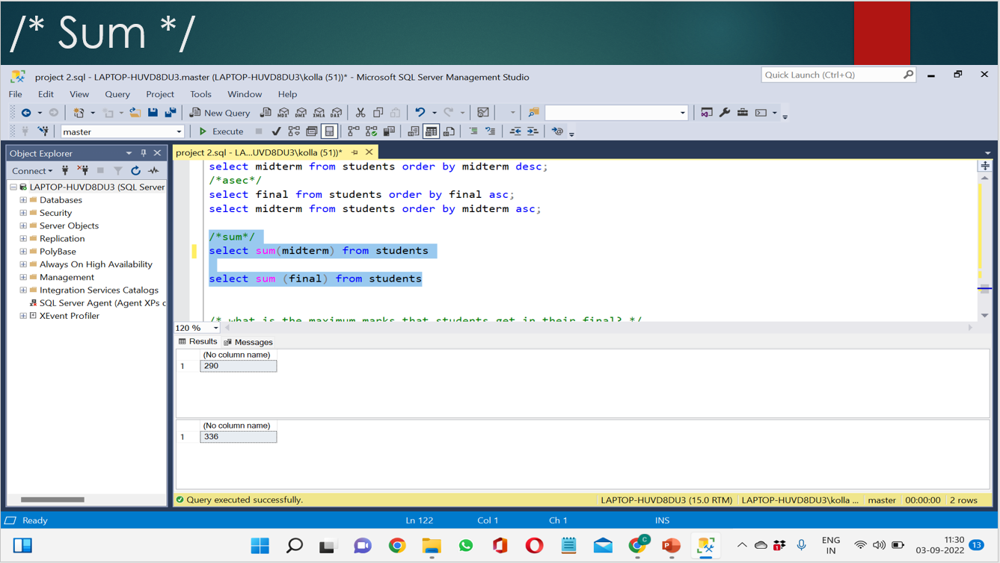 /* Sum */
project 2.sql - LAPTOP-HUVD8DU3.master (LAPTOP-HUVD8DU3\kolla (51))* - Microsoft SQL Server Management Studio
Quick Launch (Ctrl+Q)
File Edit View Query Project Tools Window Help
New Query
MDX DMX XMLA DAX
master
Execute
Object Explorer
project 2.sql - LA...UVD8DU3\kolla (51))*
Connect
LAPTOP-HUVD8DU3 (SQL Server
Databases
Security
Server Objects
Replication
PolyBase
Always On High Availability
Management
Integration Services Catalogs
SQL Server Agent (Agent XPs c
XEvent Profiler
select midterm from students order by midterm desc;
/*asec*/
select final from students order by final asc;
select midterm from students order by midterm asc;
/*sum*/
select sum(midterm) from students
select sum (final) from students
/* what is the maximum marks that students get in their final? */
120 %
Results Messages
(No column name)
1 290
(No column name)
1 336
Query executed successfully.
LAPTOP-HUVD8DU3 (15.0 RTM) LAPTOP-HUVD8DU3\kolla ... master 00:00:00 2 rows
Ready Ln 122 Col 1 Ch 1 INS
C
1
ENG
IN
11:30
03-09-2022
13